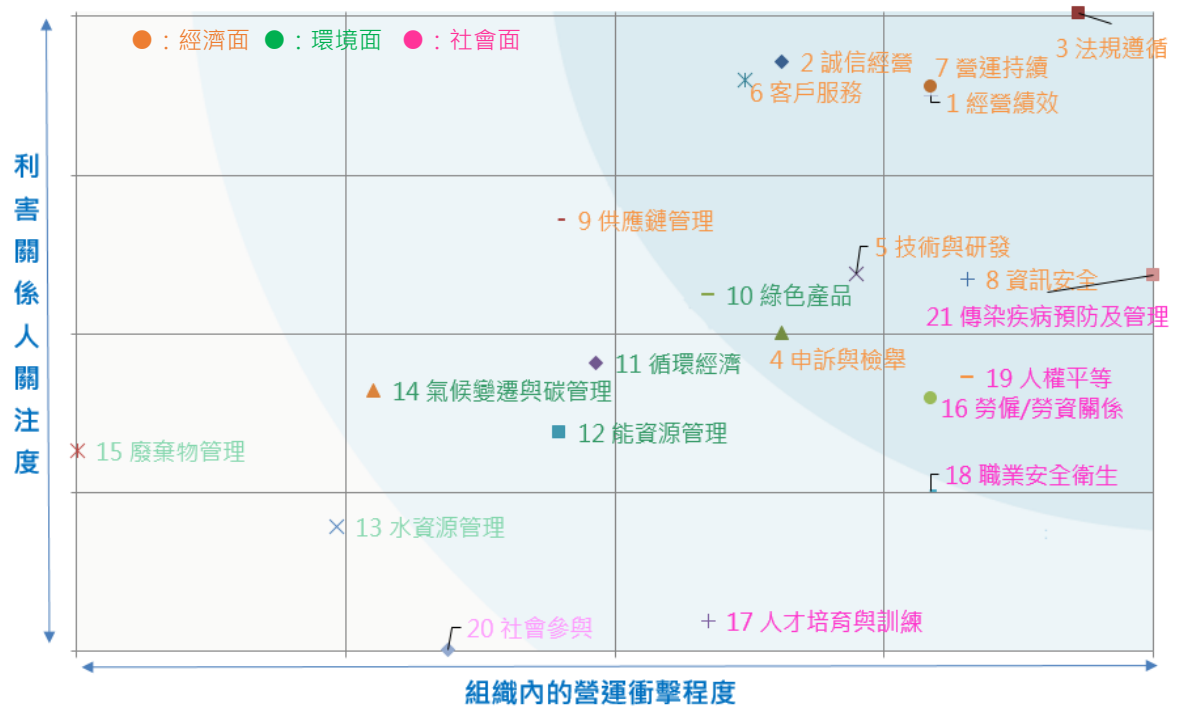 ：經濟面 ：環境面 ：社會面
3 法規遵循
2 誠信經營
7 營運持續
6 客戶服務
1 經營績效
利害關係人關注度
9 供應鏈管理
5 技術與研發
8 資訊安全
10 綠色產品
21 傳染疾病預防及管理
4 申訴與檢舉
11 循環經濟
19 人權平等
14 氣候變遷與碳管理
16 勞僱/勞資關係
12 能資源管理
15 廢棄物管理
18 職業安全衛生
13 水資源管理
17 人才培育與訓練
20 社會參與
組織內的營運衝擊程度